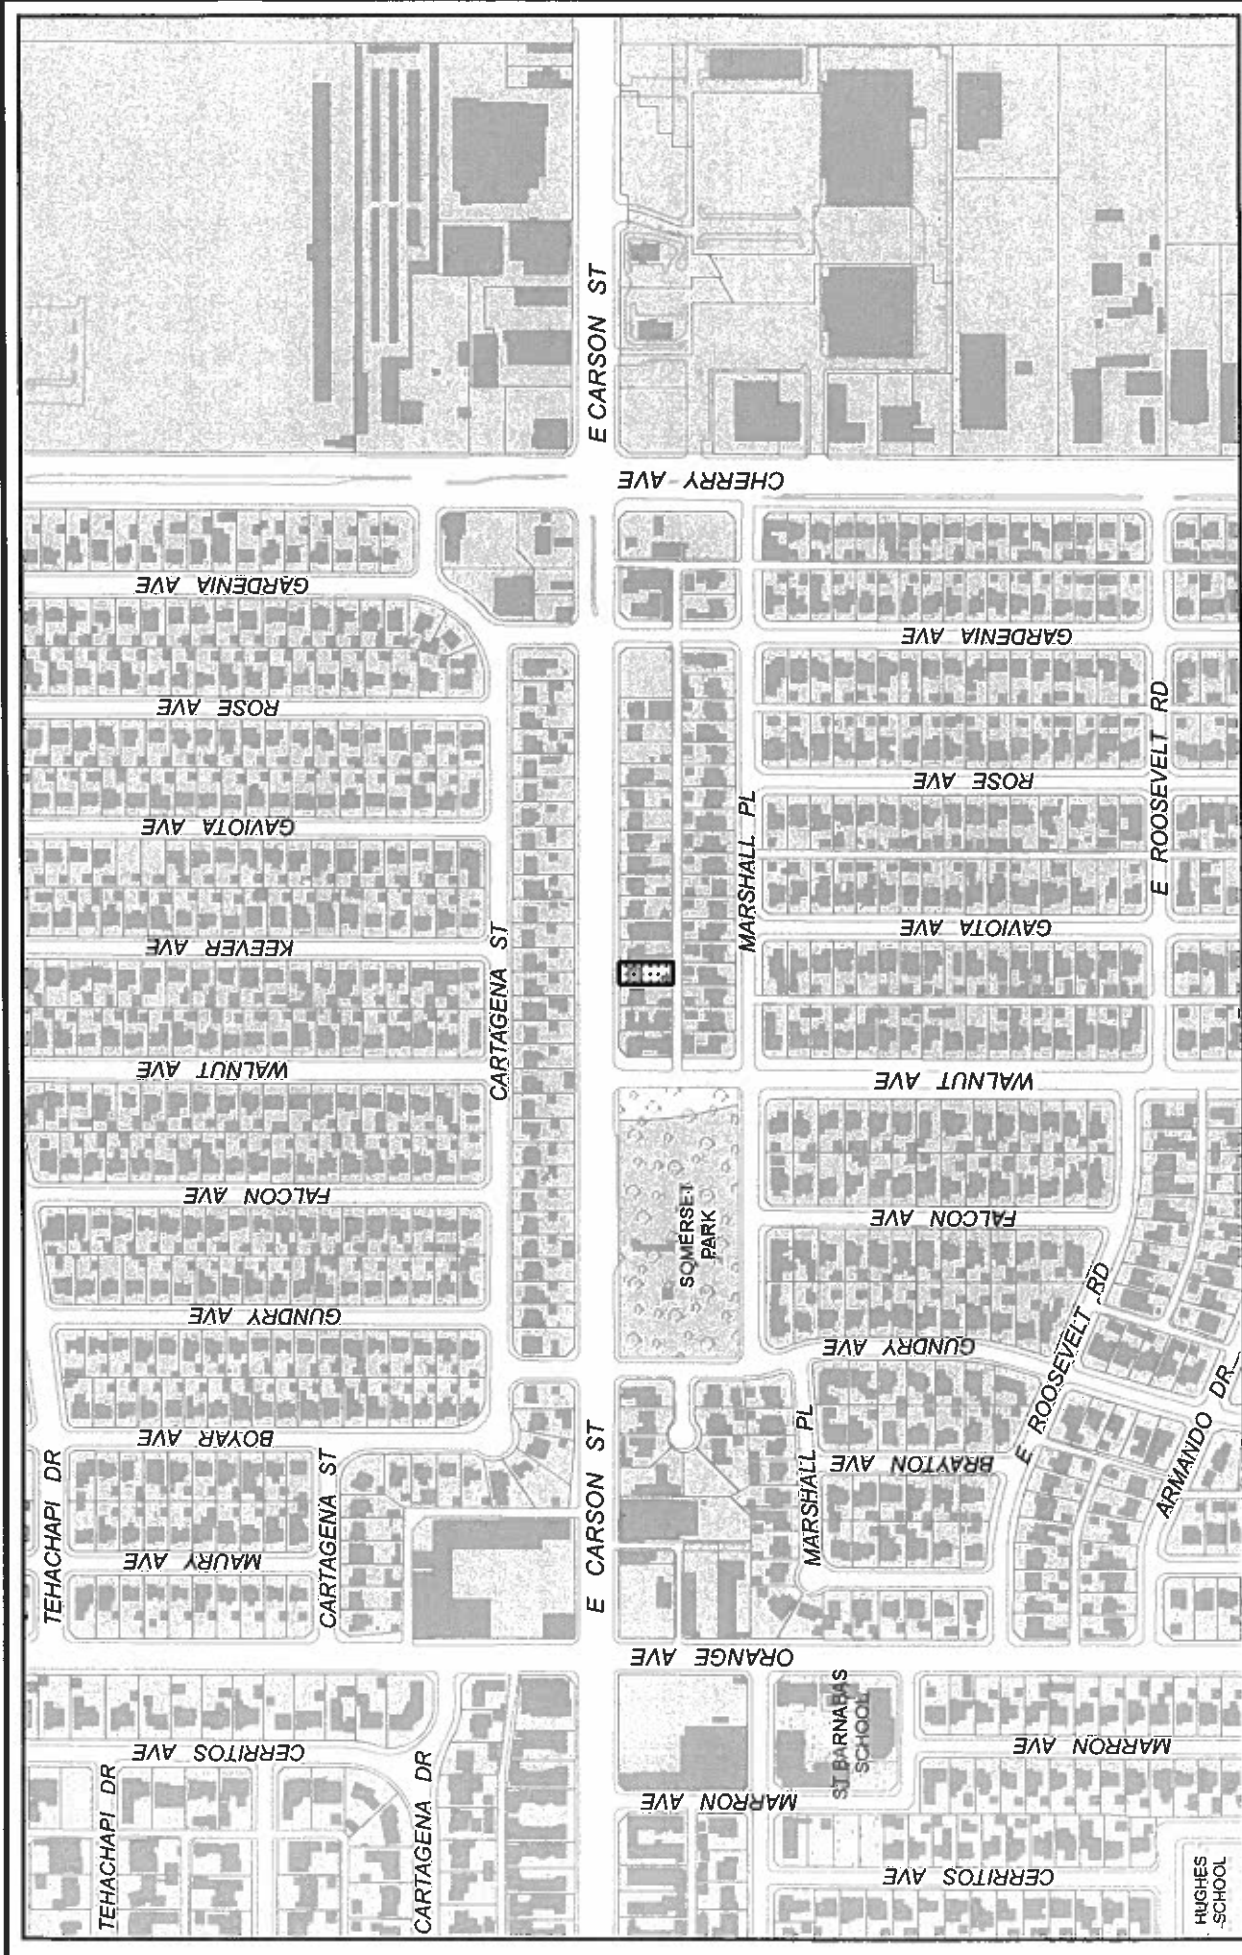 E CARSON ST
CHERRY AVE
GARDENIA AVE
GARDENIA AVE
ROSE AVE
E ROOSEVELT RD
ROSE AVE
GAVIOTA AVE
MARSHALL PL
KEEVER AVE
CARTAGENA ST
GAVIOTA AVE
WALNUT AVE
WALNUT AVE
FALCON AVE
SOMERSET
PARK
FALCON AVE
GUNDRY AVE
GUNDRY AVE
E ROOSEVELT RD
BOYAR AVE
ARMANDO DR
TEHACHAPI DR
CARTAGENA ST
E CARSON ST
MARSHALL PL
BRAYTON AVE
MAURY AVE
ORANGE AVE
ST BARNABAS
SCHOOL
CERRITOS AVE
MARRON AVE
TEHACHAPI DR
CARTAGENA DR
MARRON AVE
CERRITOS AVE
HUGHES
SCHOOL